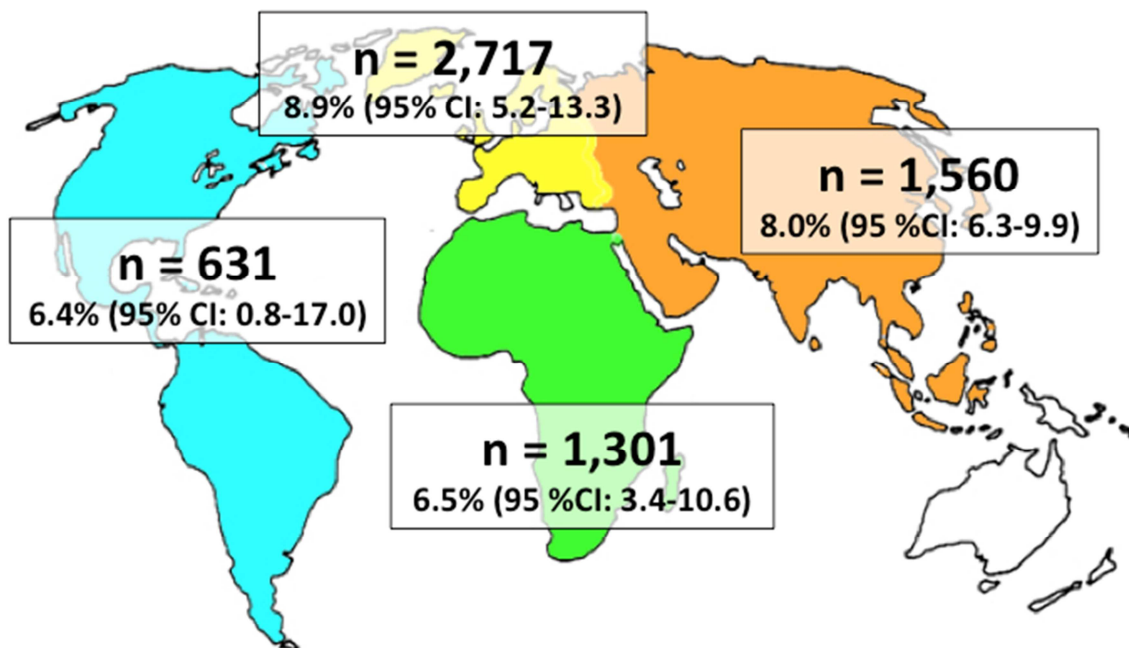 n = 2,717
8.9% (95% CI: 5.2-13.3)
n = 1,560
8.0% (95 %CI: 6.3-9.9)
n = 631
6.4% (95% CI: 0.8-17.0)
n = 1,301
6.5% (95 %CI: 3.4-10.6)